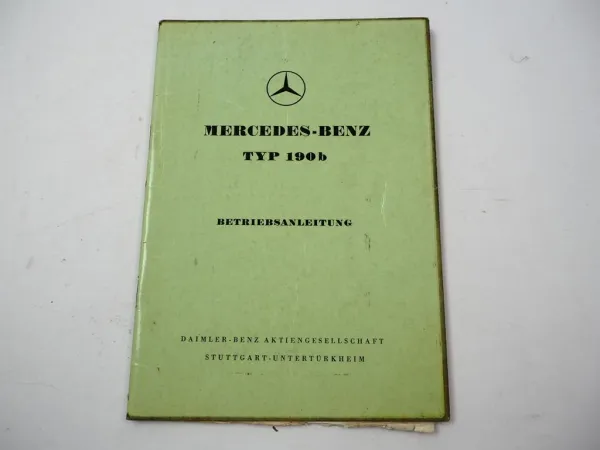 MERCEDES-BENZ
TYP 190b
BETRIEBSANLEITUNG
DAIMLER-BENZ AKTIENGESELLSCHAFT
STUTTGART-UNTERTÜRKHEIM